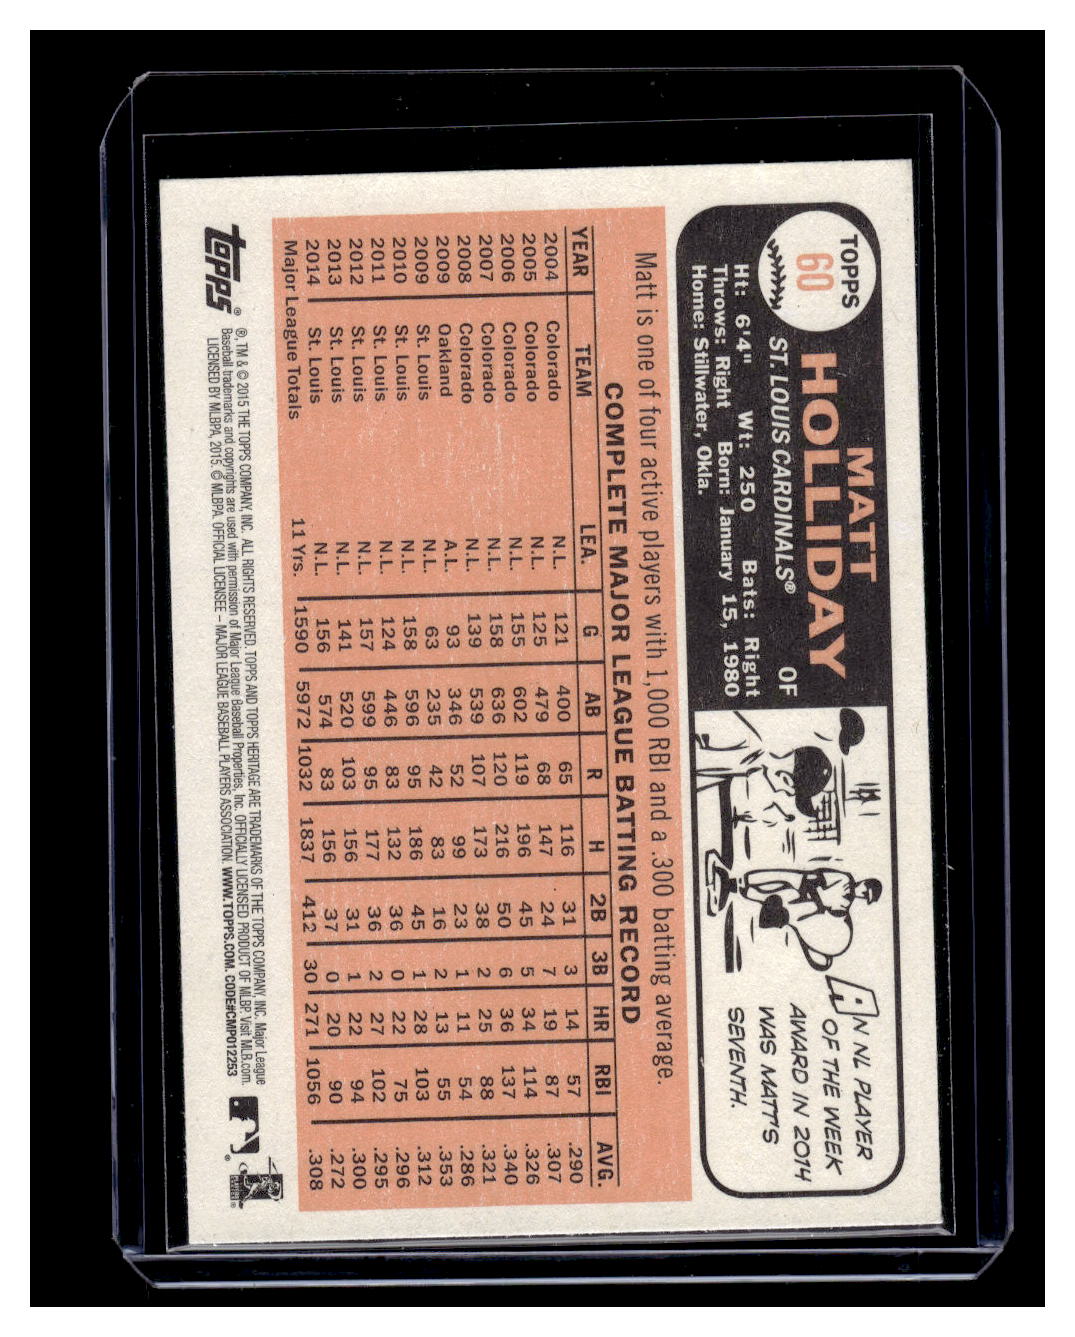 TOPPS
60
MATT
HOLLIDAY
ST. LOUIS CARDINALS® OF
Ht: 6'4" Wt: 250 Bats: Right
Throws: Right Born: January 15, 1980
Home: Stillwater, Okla.
AN NL PLAYER
OF THE WEEK
AWARD IN 2014
WAS MATT'S
SEVENTH.
Matt is one of four active players with 1,000 RBI and a .300 batting average.
COMPLETE MAJOR LEAGUE BATTING RECORD
YEAR TEAM LEA. G AB R H 2B 3B HR RBI AVG.
2004 Colorado N.L. 121 400 65 116 31 3 14 57 .290
2005 Colorado N.L. 125 479 68 147 24 7 19 87 .307
2006 Colorado N.L. 155 602 119 196 45 5 34 114 .326
2007 Colorado N.L. 158 636 120 216 50 6 36 137 .340
2008 Colorado N.L. 139 539 107 173 38 2 25 88 .321
2009 Oakland A.L. 93 346 52 99 23 1 11 54 .286
2009 St. Louis N.L. 63 235 42 83 16 2 13 55 .353
2010 St. Louis N.L. 158 596 95 186 45 1 28 103 .312
2011 St. Louis N.L. 124 446 83 132 36 0 22 75 .296
2012 St. Louis N.L. 157 599 95 177 36 2 27 102 .295
2013 St. Louis N.L. 141 520 103 156 31 1 22 94 .300
2014 St. Louis N.L. 156 574 83 156 37 0 20 90 .272
Major League Totals 11 Yrs. 1590 5972 1032 1837 412 30 271 1056 .308
topps®
®, TM & © 2015 THE TOPPS COMPANY, INC. ALL RIGHTS RESERVED. TOPPS AND TOPPS HERITAGE ARE TRADEMARKS OF THE TOPPS COMPANY, INC. Major League
Baseball trademarks and copyrights are used with permission of Major League Baseball Properties, Inc. OFFICIALLY LICENSED PRODUCT OF MLBP. Visit MLB.com.
LICENSED BY MLBPA, 2015. © MLBPA. OFFICIAL LICENSEE – MAJOR LEAGUE BASEBALL PLAYERS ASSOCIATION. WWW.TOPPS.COM. CODE#CMP012253